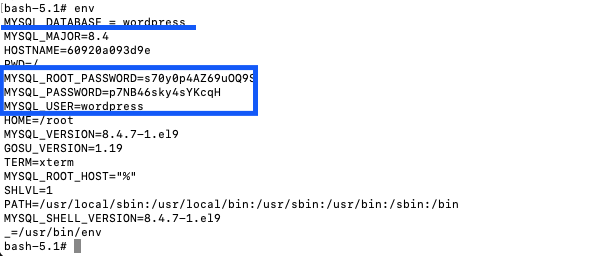 [bash-5.1# env
MYSQL_DATABASE = wordpress
MYSQL_MAJOR=8.4
HOSTNAME=60920a093d9e
PWD=/
MYSQL_ROOT_PASSWORD=s70y0p4AZ69uOQ9S
MYSQL_PASSWORD=p7NB46sky4sYKcqH
MYSQL_USER=wordpress
HOME=/root
MYSQL_VERSION=8.4.7-1.el9
GOSU_VERSION=1.19
TERM=xterm
MYSQL_ROOT_HOST="%"
SHLVL=1
PATH=/usr/local/sbin:/usr/local/bin:/usr/sbin:/usr/bin:/sbin:/bin
MYSQL_SHELL_VERSION=8.4.7-1.el9
_=/usr/bin/env
bash-5.1#